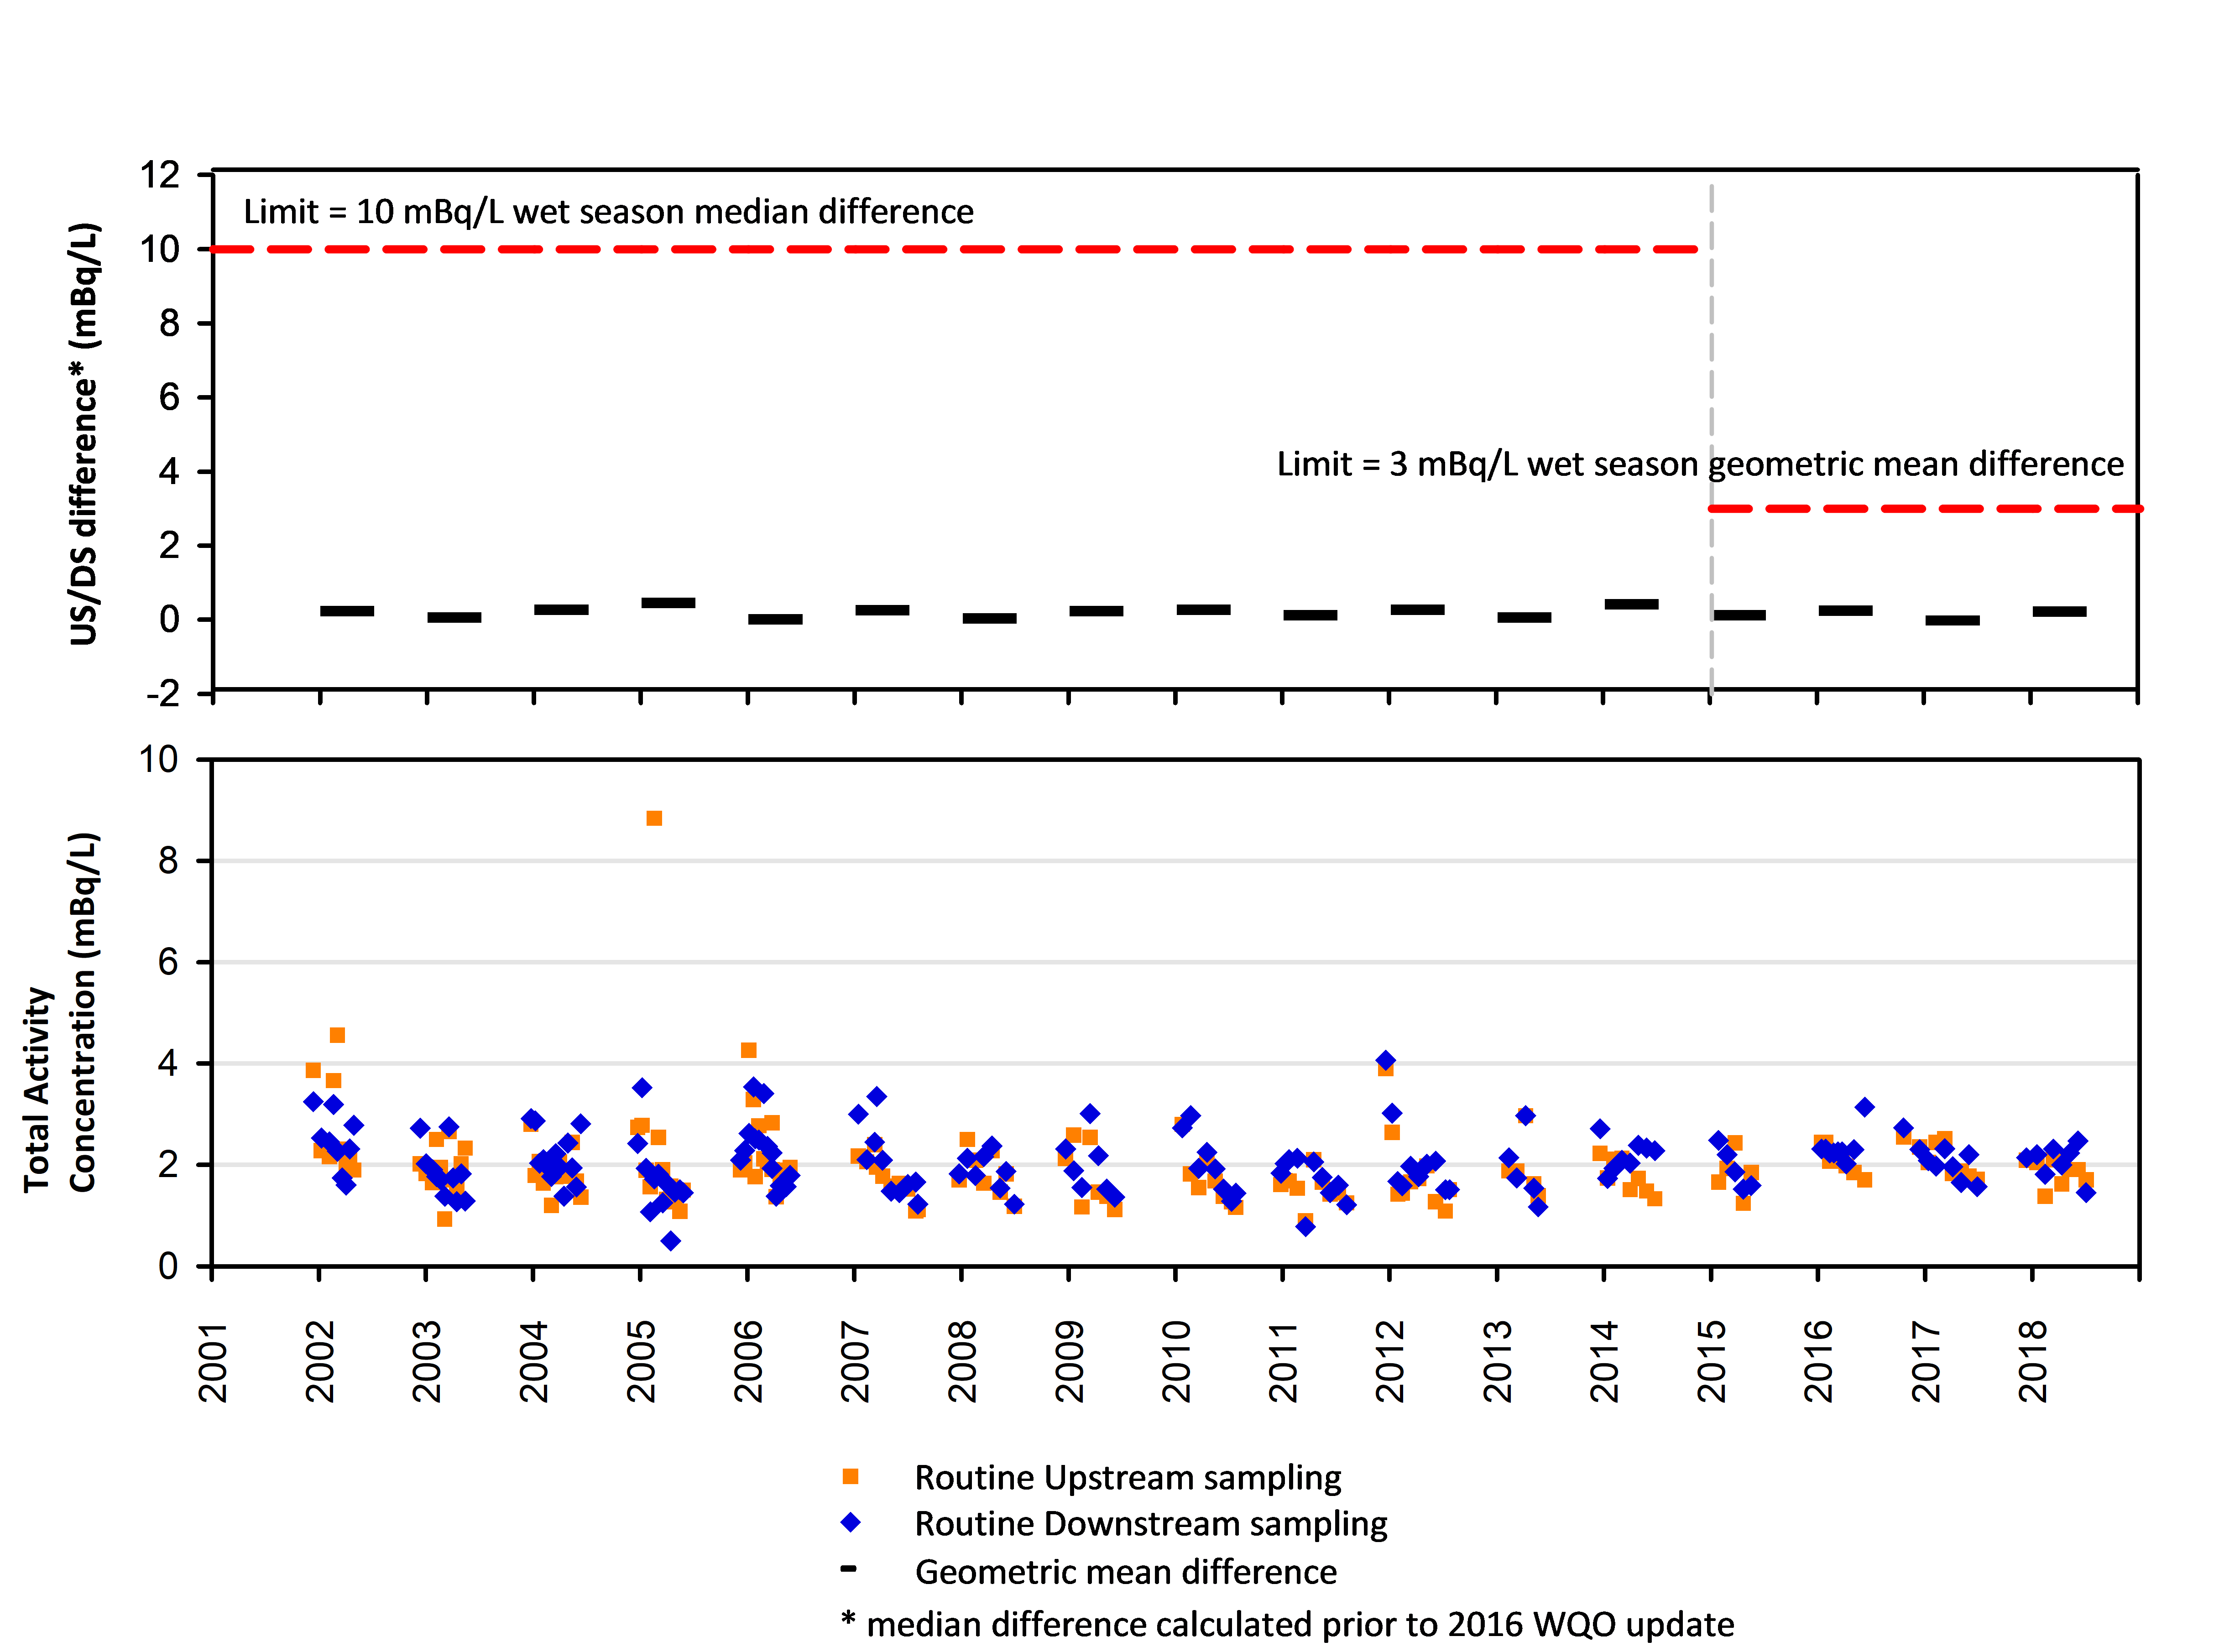 12
Limit = 10 mBq/L wet season median difference
10
8
6
Limit = 3 mBq/L wet season geometric mean difference
4
2
0
-2
US/DS difference* (mBq/L)
10
8
6
4
2
0
Total Activity
Concentration (mBq/L)
2001 2002 2003 2004 2005 2006 2007 2008 2009 2010 2011 2012 2013 2014 2015 2016 2017 2018
Routine Upstream sampling
Routine Downstream sampling
Geometric mean difference
* median difference calculated prior to 2016 WQO update